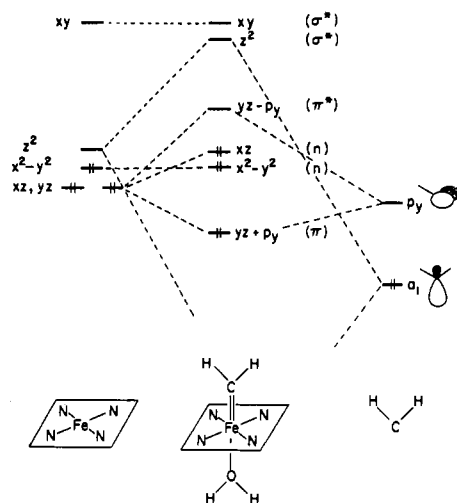 xy xy (σ*)
z² (σ*)
yz-py (π*)
z² xz (n)
x²-y² x²-y² (n)
xz, yz
py
yz+py (π)
a₁
H H
C
N N
Fe
N N
N N
Fe
N N
O
H H
H H
C